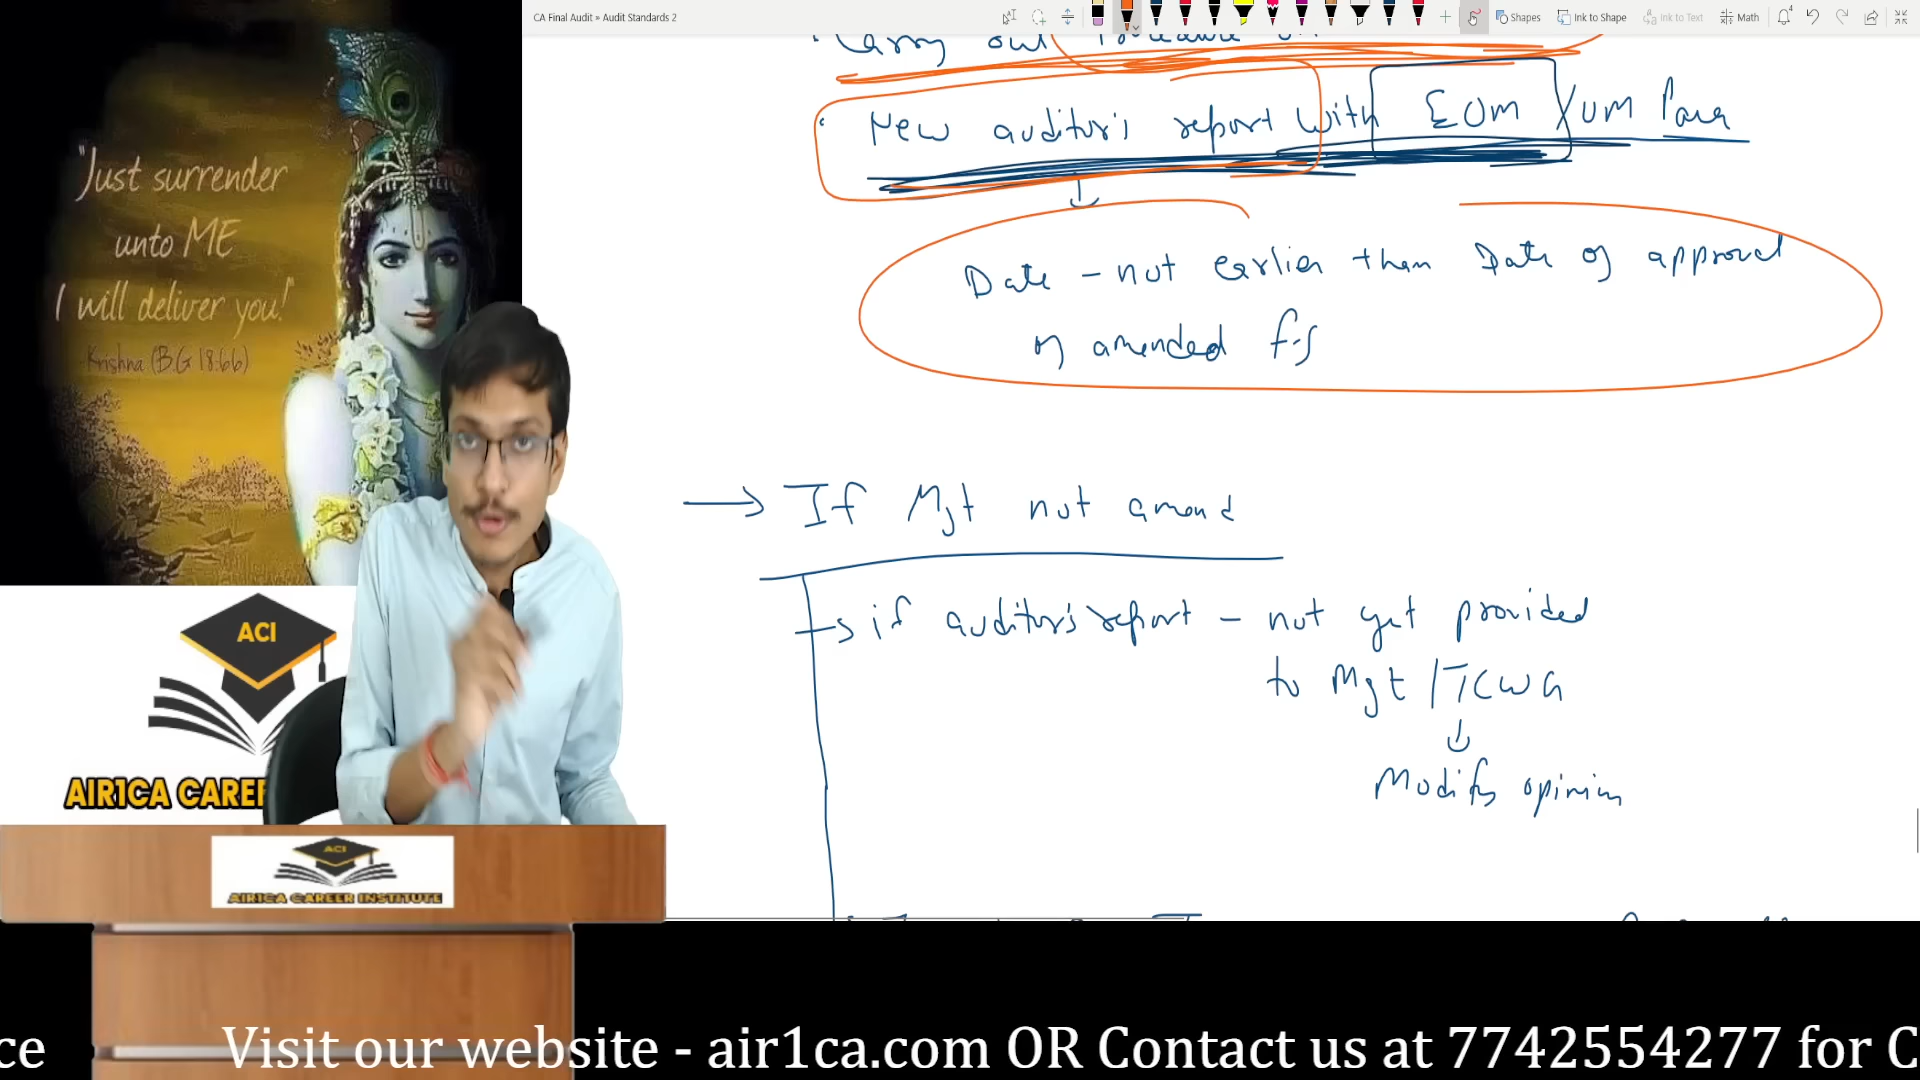 CA Final Audit » Audit Standards 2
Shapes
Ink to Shape
Ink to Text
Math
Carry out
New auditor's report with EOM / OM Para
Date - not earlier than Date of approval
of amended f.s
"Just surrender
unto ME
I will deliver you!"
- Krishna (B.G 18:66)
→ If Mgt not amend
→ if auditor's report - not yet provided
to Mgt / TCWG
↓
Modify opinion
ACI
AIR1CA CAREE
ACI
AIR1CA CAREER INSTITUTE
ce Visit our website - air1ca.com OR Contact us at 7742554277 for C